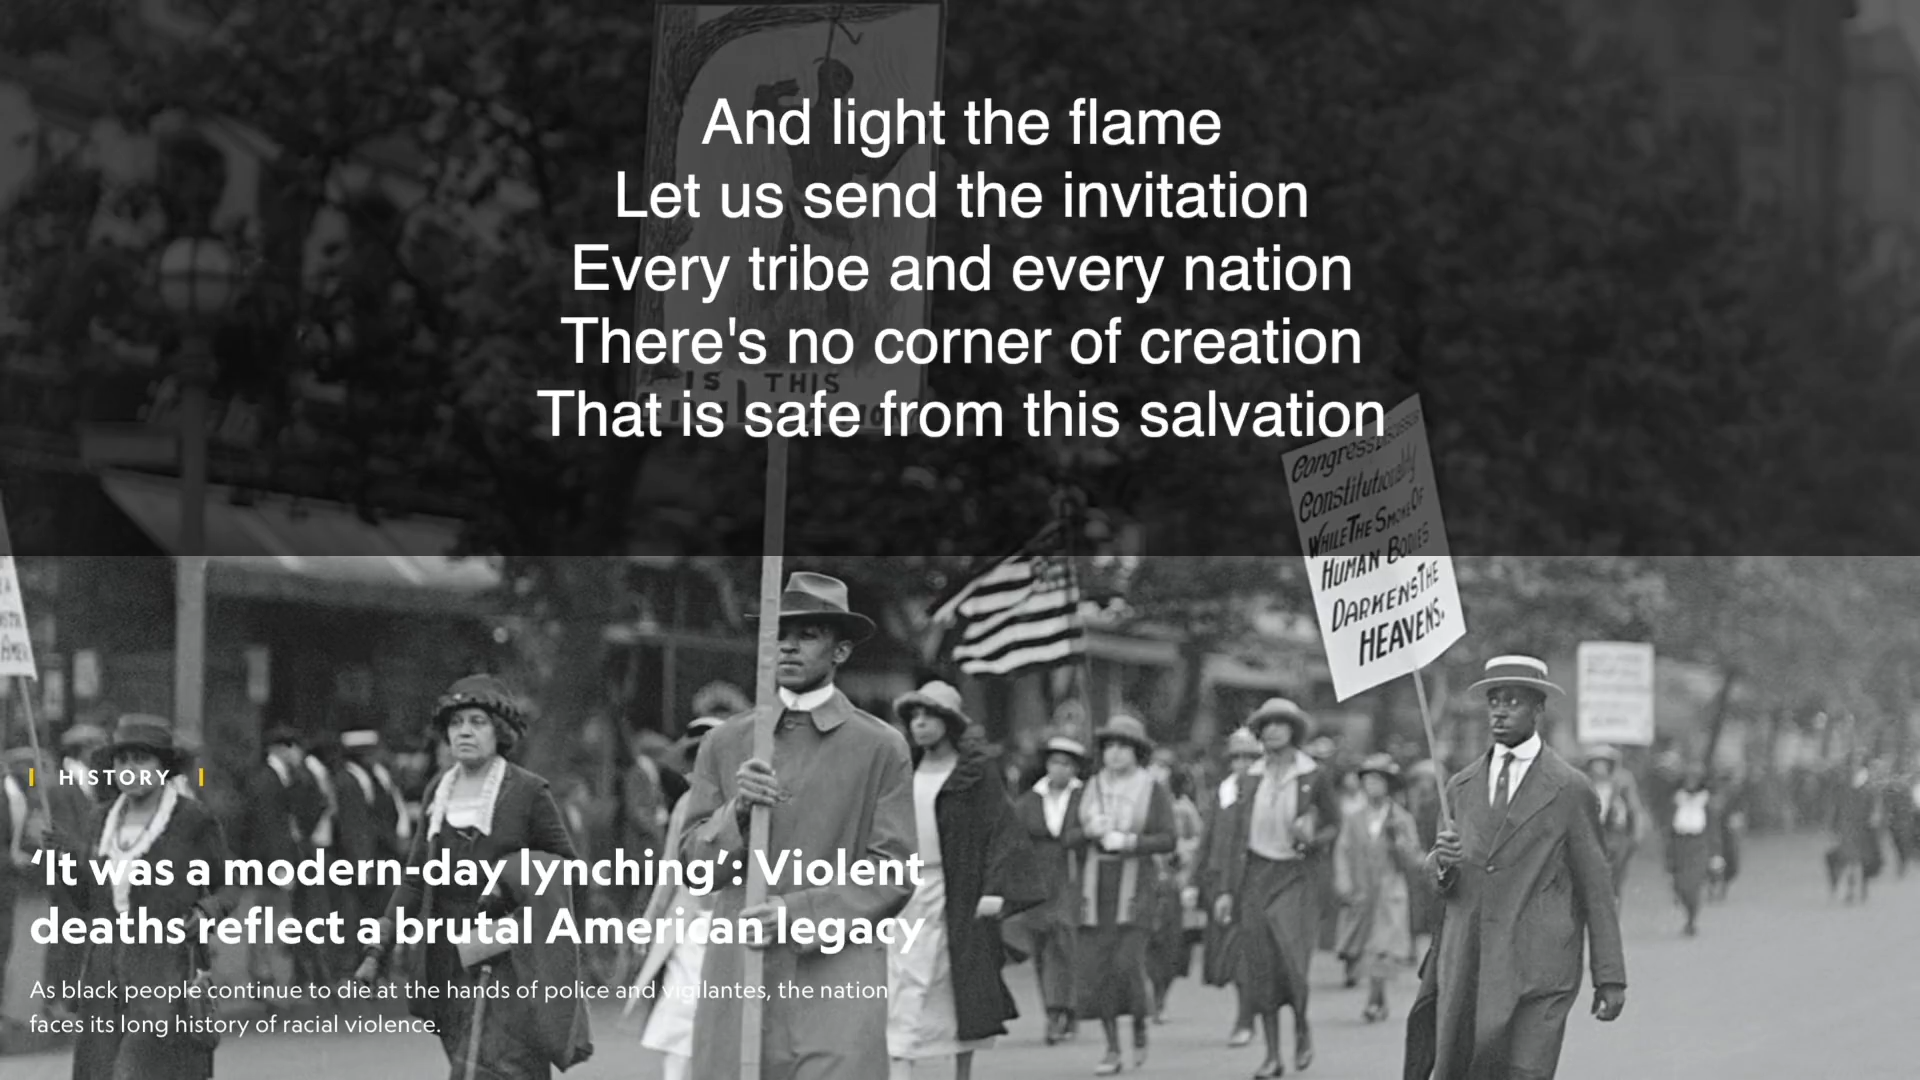 And light the flame
Let us send the invitation
Every tribe and every nation
There's no corner of creation
That is safe from this salvation
IS THIS
Congress Discusses
Constitutionality
WHILE THE SMOKE OF
HUMAN BODIES
DARKENS THE
HEAVENS.
| HISTORY |
‘It was a modern-day lynching’: Violent
deaths reflect a brutal American legacy
As black people continue to die at the hands of police and vigilantes, the nation
faces its long history of racial violence.